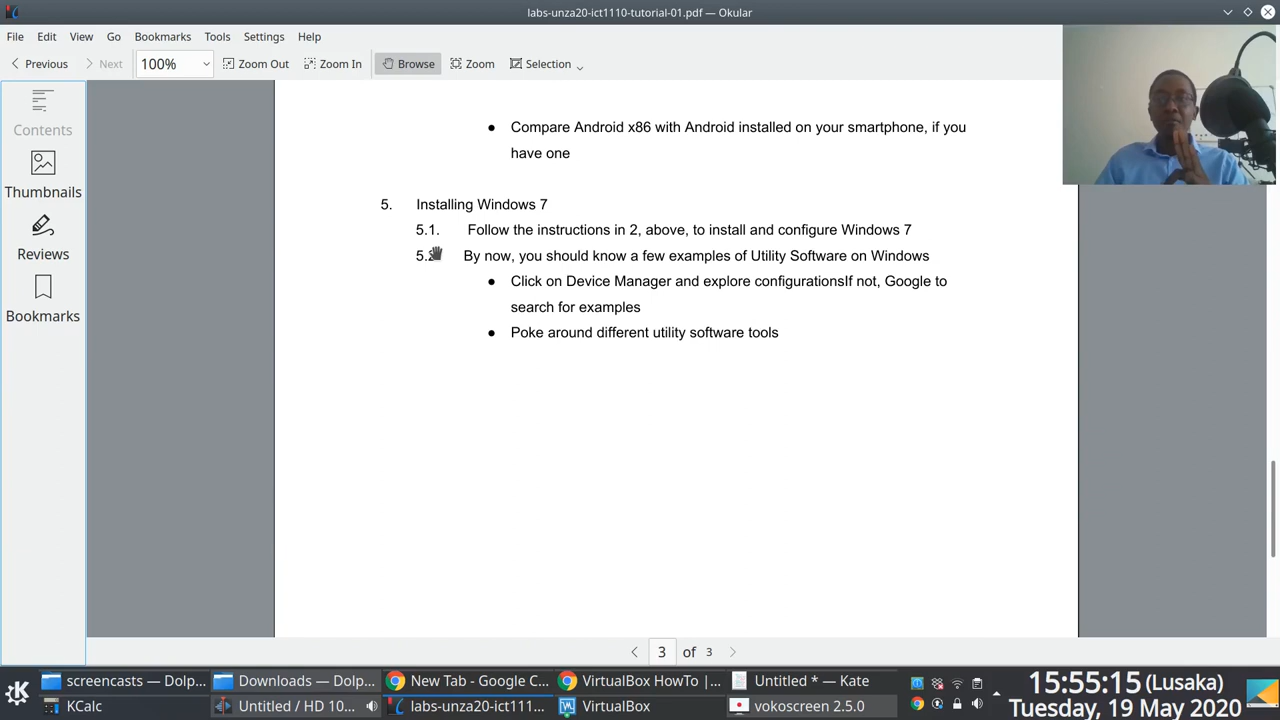 labs-unza20-ict1110-tutorial-01.pdf — Okular
File Edit View Go Bookmarks Tools Settings Help
Previous Next 100% Zoom Out Zoom In Browse Zoom Selection
Contents
Thumbnails
Reviews
Bookmarks
• Compare Android x86 with Android installed on your smartphone, if you
have one
5. Installing Windows 7
5.1. Follow the instructions in 2, above, to install and configure Windows 7
By now, you should know a few examples of Utility Software on Windows
• Click on Device Manager and explore configurationsIf not, Google to
search for examples
• Poke around different utility software tools
3 of 3
screencasts — Dolp... Downloads — Dolp... New Tab - Google C... VirtualBox HowTo |... Untitled * — Kate
KCalc Untitled / HD 10... labs-unza20-ict111... VirtualBox vokoscreen 2.5.0
15:55:15 (Lusaka)
Tuesday, 19 May 2020